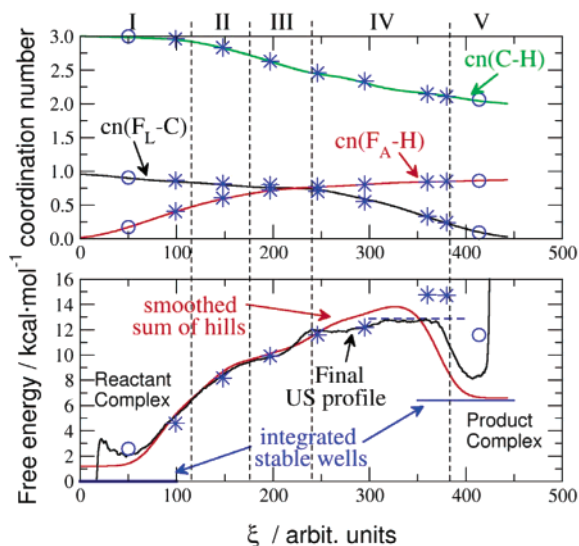 I II III IV V
3.0
2.5
2.0
1.5
1.0
0.5
0.0
cn(C-H)
cn(F_L-C)
cn(F_A-H)
Free energy / kcal·mol⁻¹ coordination number
16
14
12
10
8
6
4
2
0
smoothed
sum of hills
Final
US profile
Reactant
Complex
integrated
stable wells
Product
Complex
0 100 200 300 400 500
ξ / arbit. units